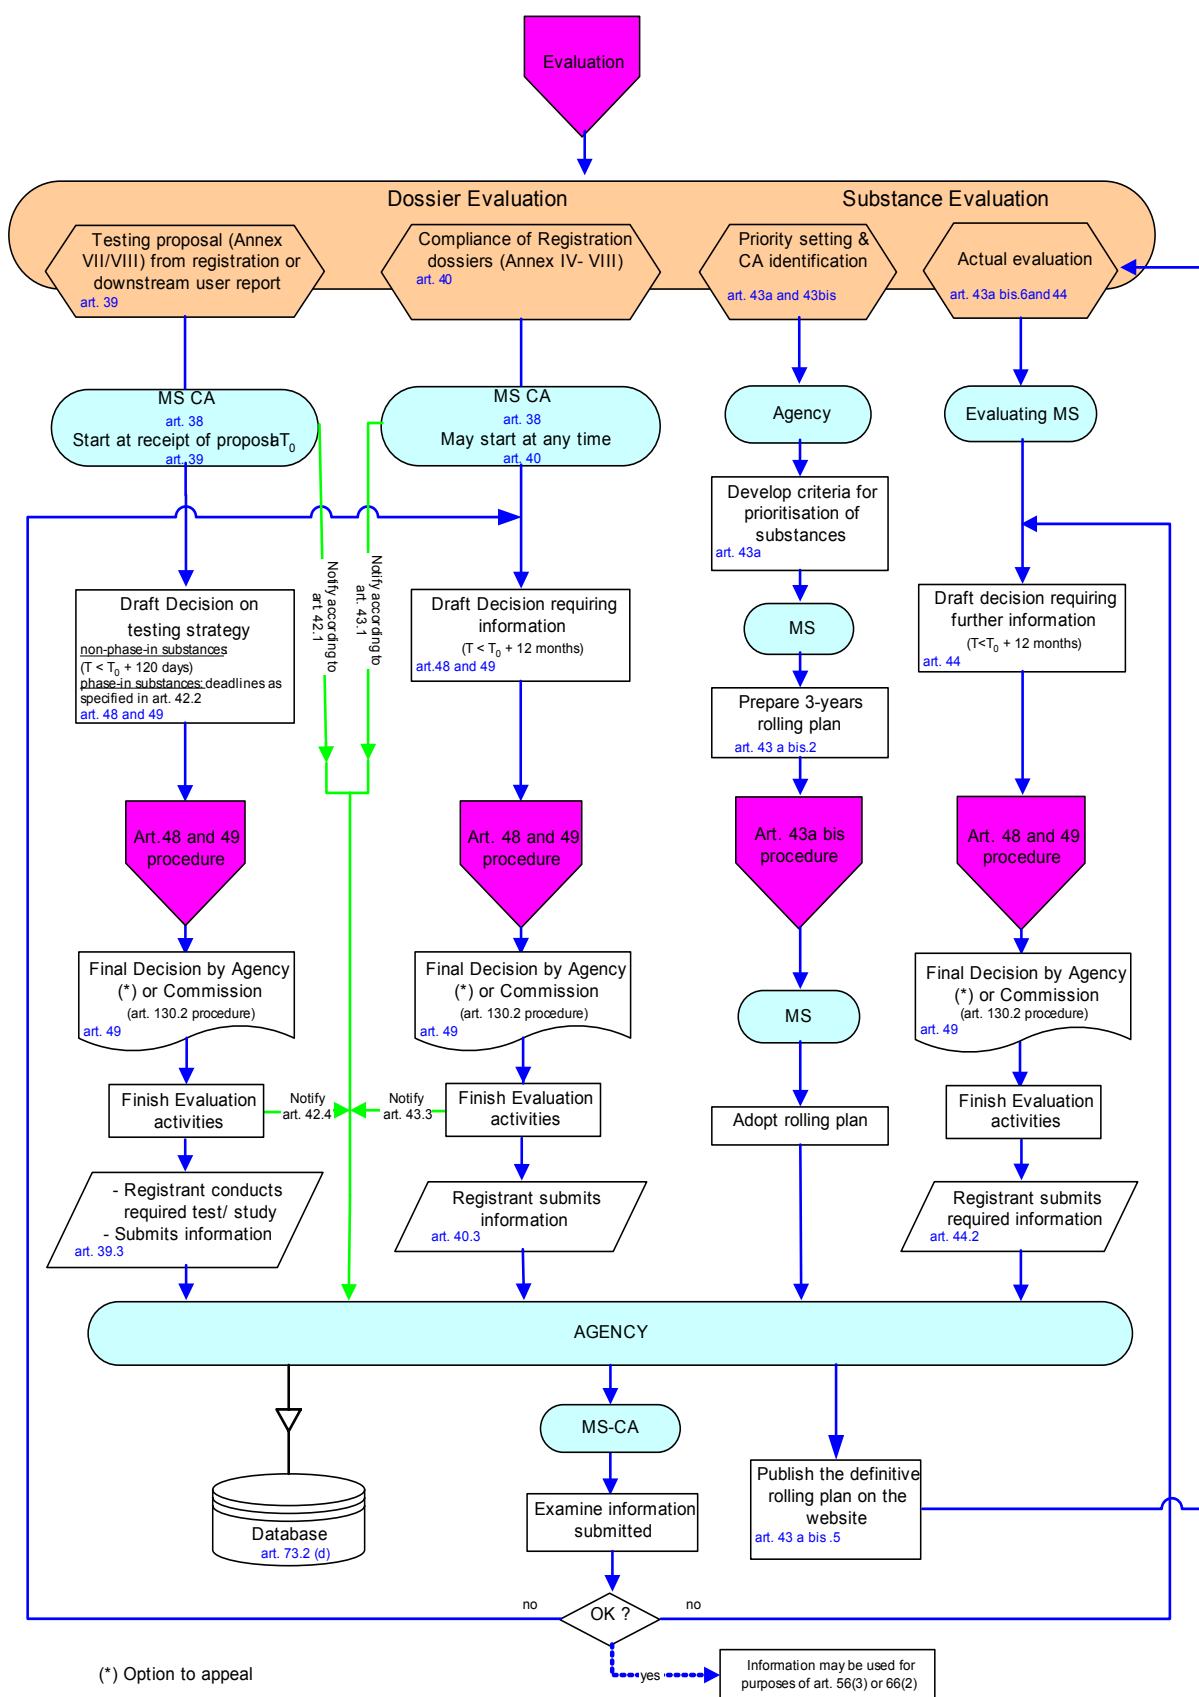 Evaluation
Dossier Evaluation
Substance Evaluation
Testing proposal (Annex
VII/VIII) from registration or
downstream user report
art. 39
Compliance of Registration
dossiers (Annex IV- VIII)
art. 40
Priority setting &
CA identification
art. 43a and 43bis
Actual evaluation
art. 43a bis.6and 44
MS CA
art. 38
Start at receipt of proposal T0
art. 39
MS CA
art. 38
May start at any time
art. 40
Agency
Evaluating MS
Develop criteria for
prioritisation of
substances
art. 43a
Notify according to
art. 42.1
Notify according to
art. 43.1
Draft Decision on
testing strategy
non-phase-in substances:
(T < T0 + 120 days)
phase-in substances: deadlines as
specified in art. 42.2
art. 48 and 49
Draft Decision requiring
information
(T < T0 + 12 months)
art.48 and 49
MS
Draft decision requiring
further information
(T<T0 + 12 months)
art. 44
Prepare 3-years
rolling plan
art. 43 a bis.2
Art. 48 and 49
procedure
Art. 48 and 49
procedure
Art. 43a bis
procedure
Art. 48 and 49
procedure
Final Decision by Agency
(*) or Commission
(art. 130.2 procedure)
art. 49
Final Decision by Agency
(*) or Commission
(art. 130.2 procedure)
art. 49
MS
Final Decision by Agency
(*) or Commission
(art. 130.2 procedure)
art. 49
Finish Evaluation
activities
Notify
art. 42.4
Notify
art. 43.3
Finish Evaluation
activities
Adopt rolling plan
Finish Evaluation
activities
- Registrant conducts
required test/ study
- Submits information
art. 39.3
Registrant submits
information
art. 40.3
Registrant submits
required information
art. 44.2
AGENCY
MS-CA
Database
art. 73.2 (d)
Examine information
submitted
Publish the definitive
rolling plan on the
website
art. 43 a bis .5
no
OK ?
no
yes
(*) Option to appeal
Information may be used for
purposes of art. 56(3) or 66(2)